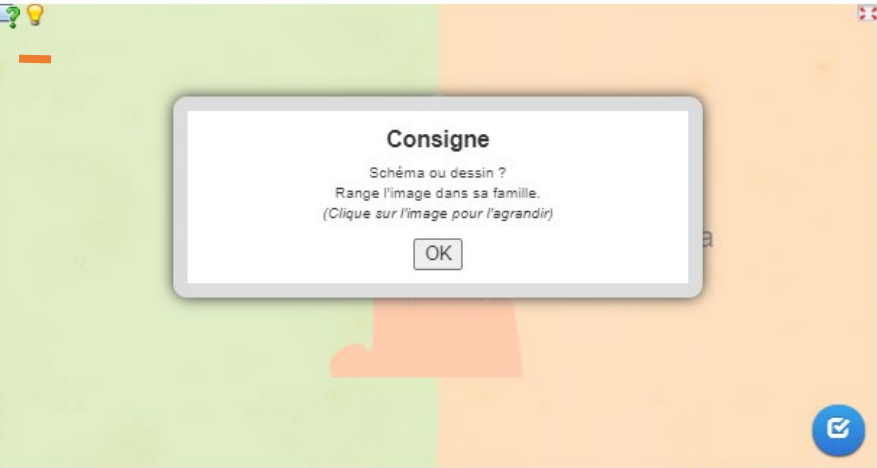 Consigne
Schéma ou dessin ?
Range l'image dans sa famille.
(Clique sur l'image pour l'agrandir)
OK